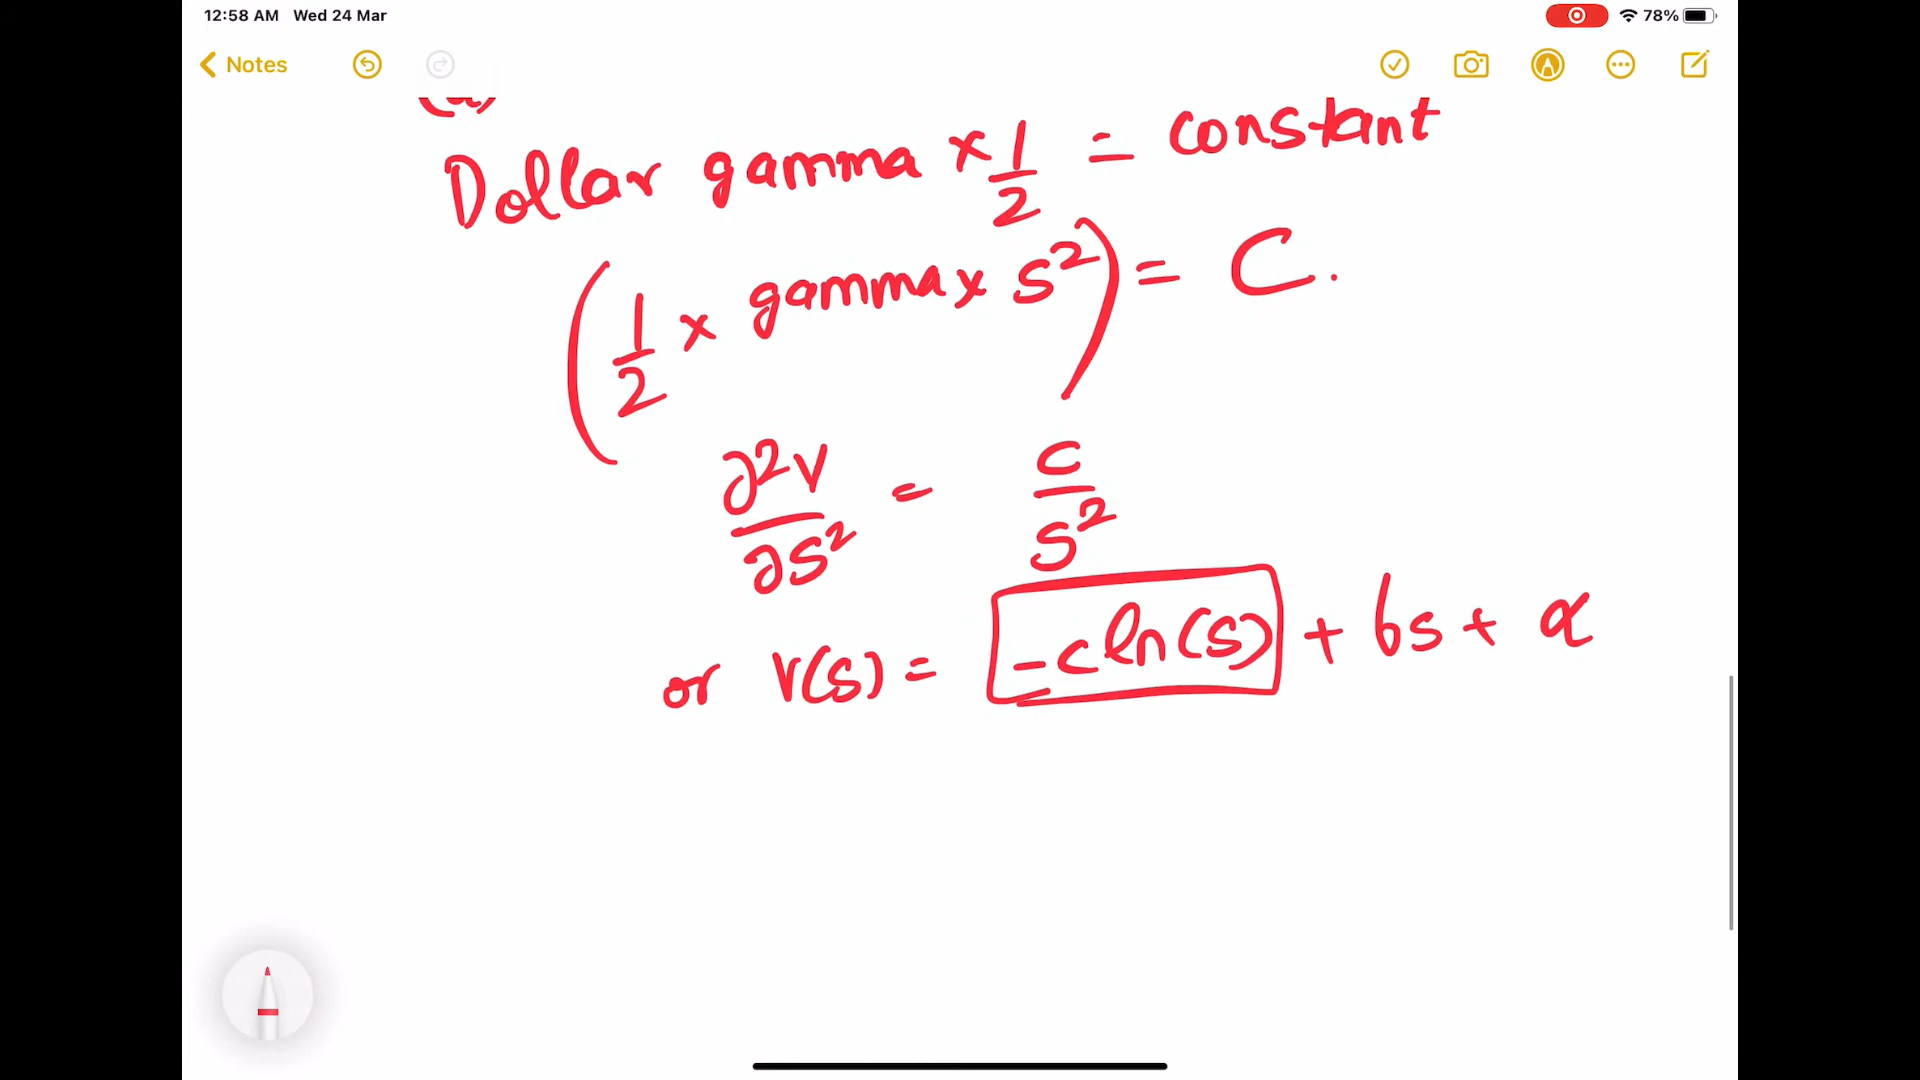 12:58 AM Wed 24 Mar 78%
Notes
(a)
Dollar gamma × 1/2 = constant
(1/2 × gamma × S²) = C.
∂²V/∂S² = C/S²
or V(S) = -c ln(S) + bs + α